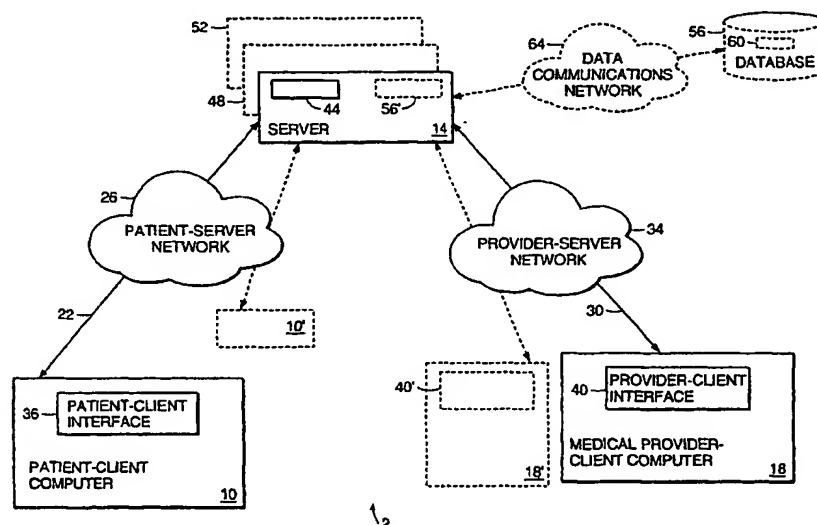 52
48
44
56'
SERVER
14
64
DATA
COMMUNICATIONS
NETWORK
56
60
DATABASE
26
PATIENT-SERVER
NETWORK
PROVIDER-SERVER
NETWORK
34
22
10'
30
36
PATIENT-CLIENT
INTERFACE
PATIENT-CLIENT
COMPUTER
10
40'
18'
40
PROVIDER-CLIENT
INTERFACE
MEDICAL PROVIDER-
CLIENT COMPUTER
18
2